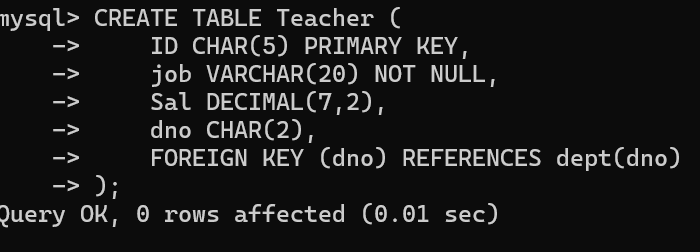 mysql> CREATE TABLE Teacher (
    ->     ID CHAR(5) PRIMARY KEY,
    ->     job VARCHAR(20) NOT NULL,
    ->     Sal DECIMAL(7,2),
    ->     dno CHAR(2),
    ->     FOREIGN KEY (dno) REFERENCES dept(dno)
    -> );
Query OK, 0 rows affected (0.01 sec)